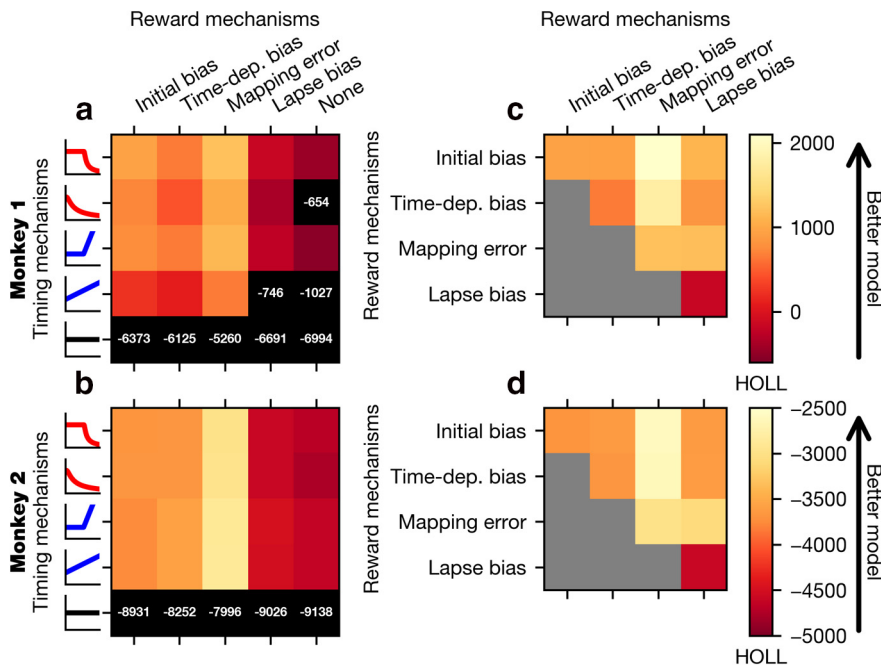 Reward mechanisms
Initial bias
Time-dep. bias
Mapping error
Lapse bias
None
a
Monkey 1
Timing mechanisms
-654
-746
-1027
-6373
-6125
-5260
-6691
-6994
b
Monkey 2
Timing mechanisms
-8931
-8252
-7996
-9026
-9138
Reward mechanisms
Initial bias
Time-dep. bias
Mapping error
Lapse bias
c
Reward mechanisms
Initial bias
Time-dep. bias
Mapping error
Lapse bias
2000
1000
0
HOLL
Better model
d
Reward mechanisms
Initial bias
Time-dep. bias
Mapping error
Lapse bias
−2500
−3000
−3500
−4000
−4500
−5000
HOLL
Better model